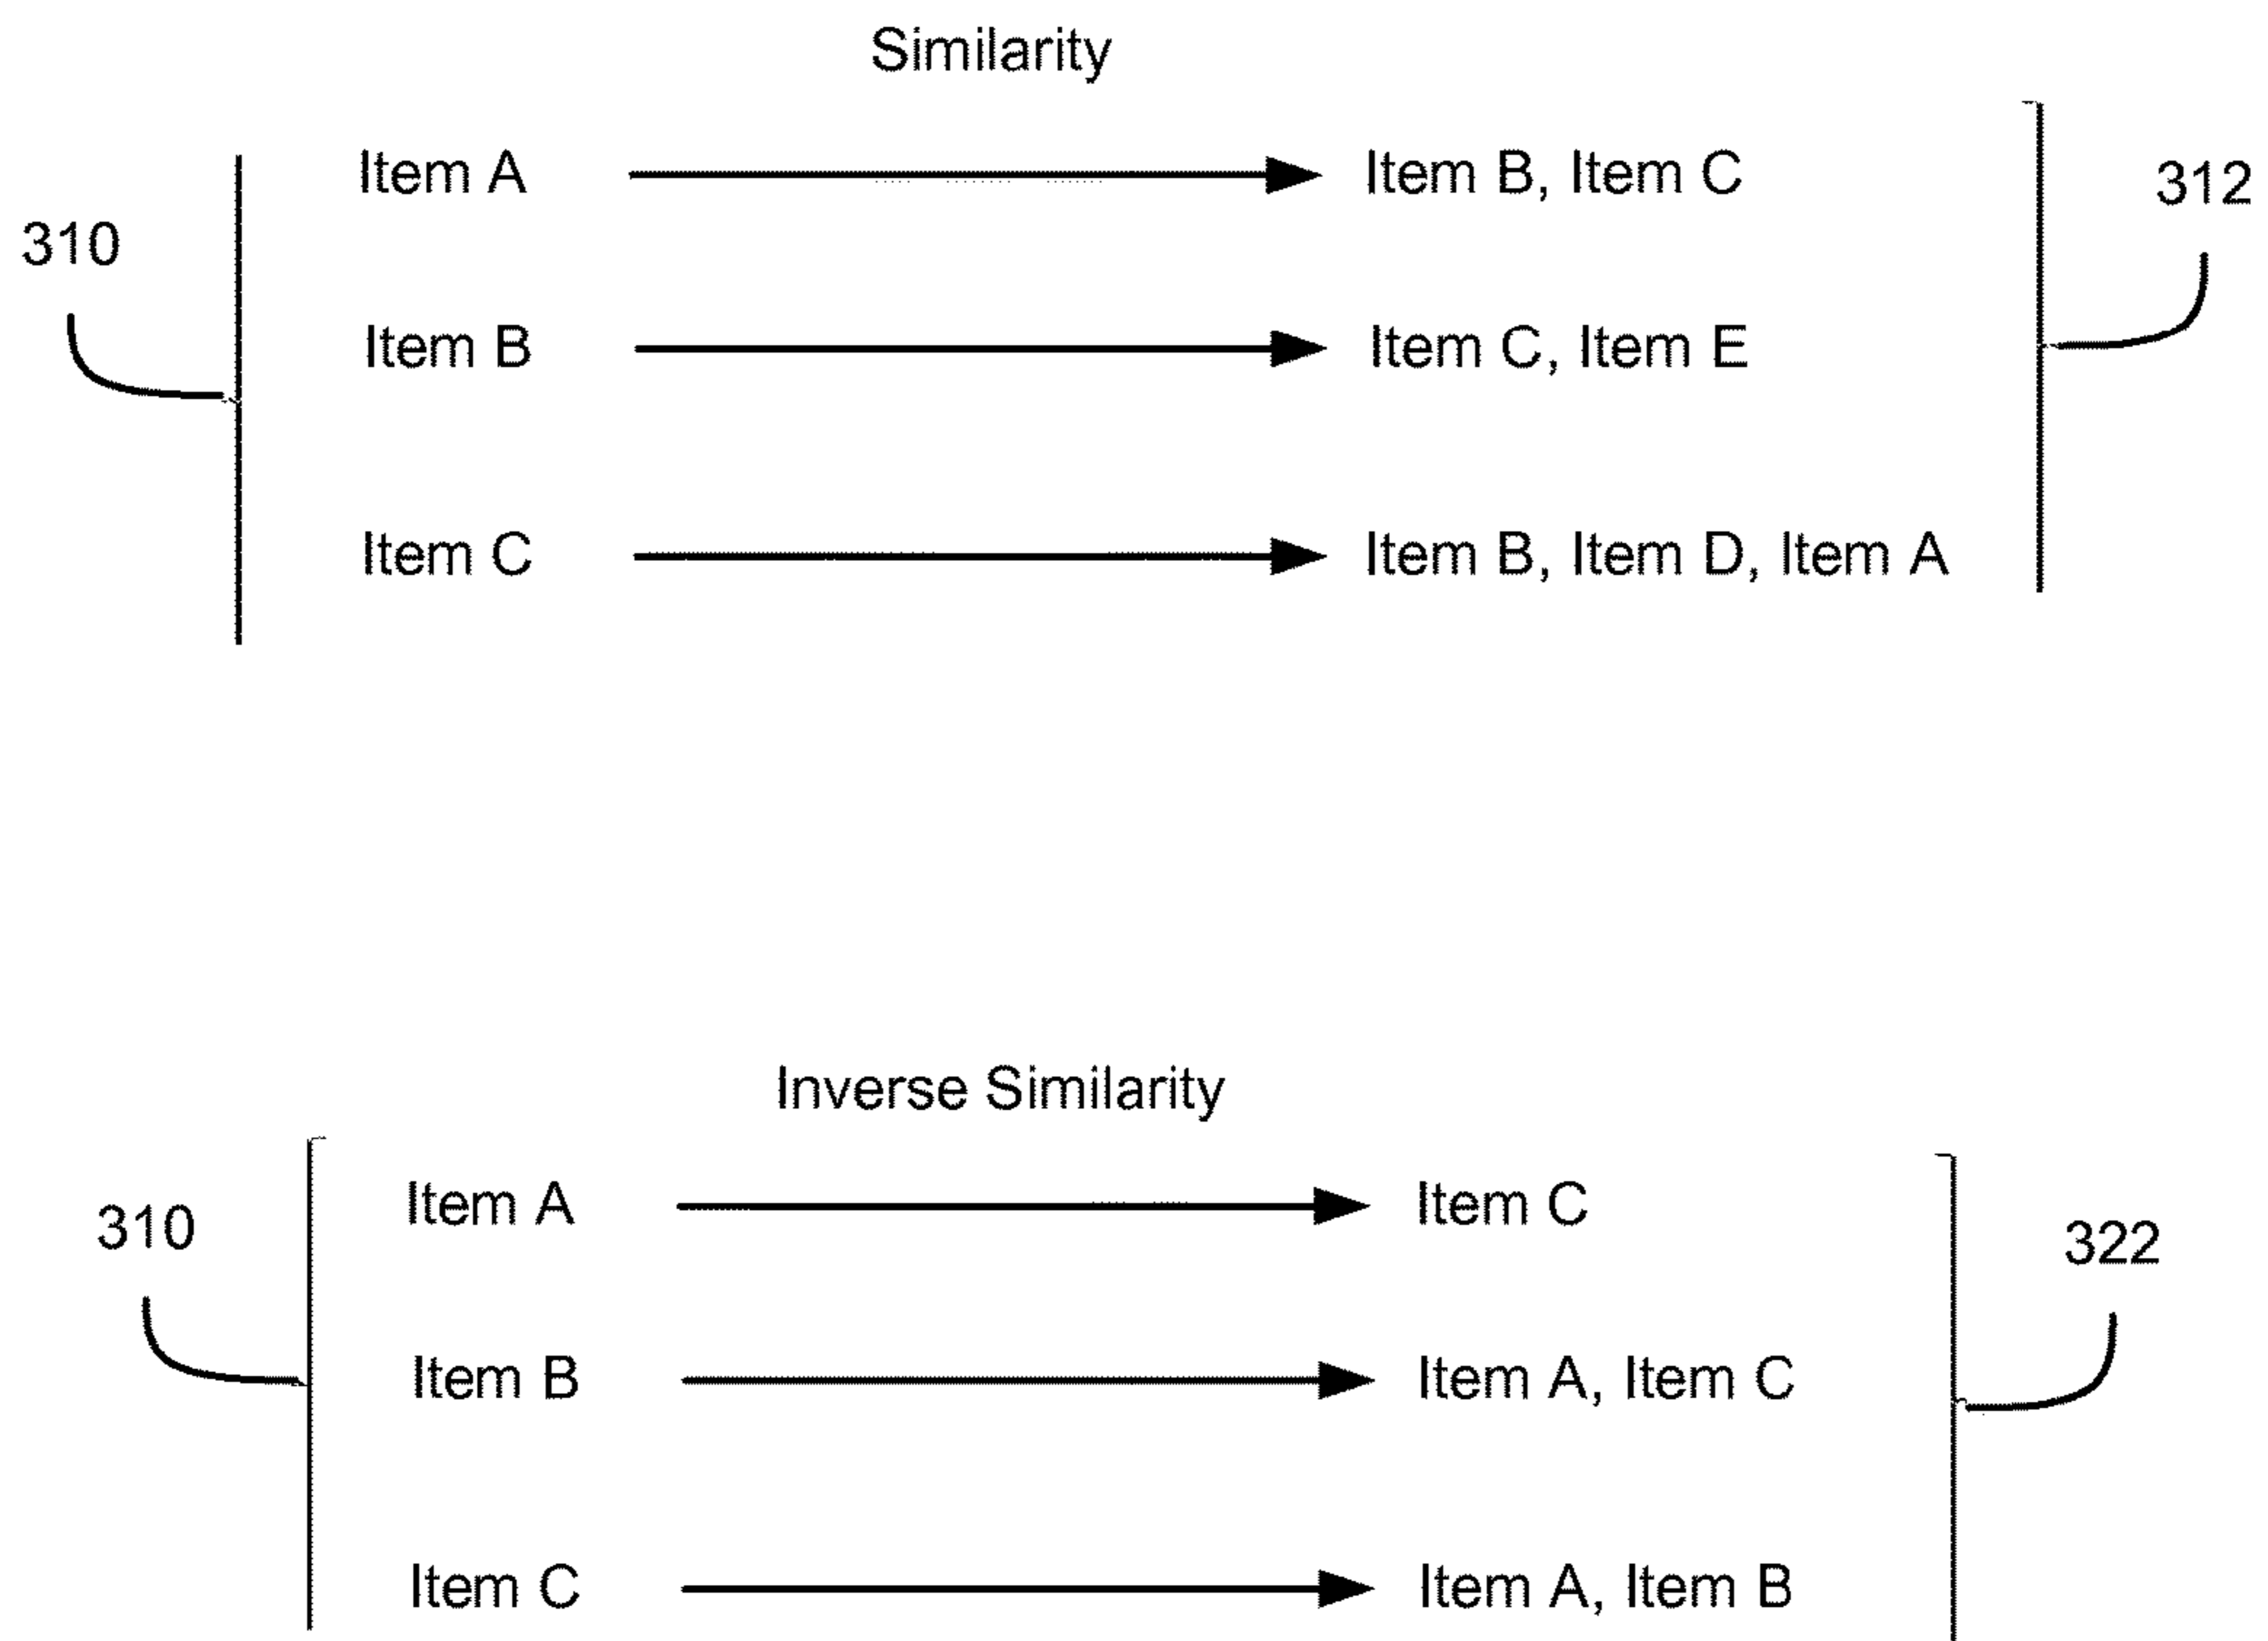 Similarity
Item A Item B, Item C 312
310
Item B Item C, Item E
Item C Item B, Item D, Item A
Inverse Similarity
Item A Item C
310 322
Item B Item A, Item C
Item C Item A, Item B